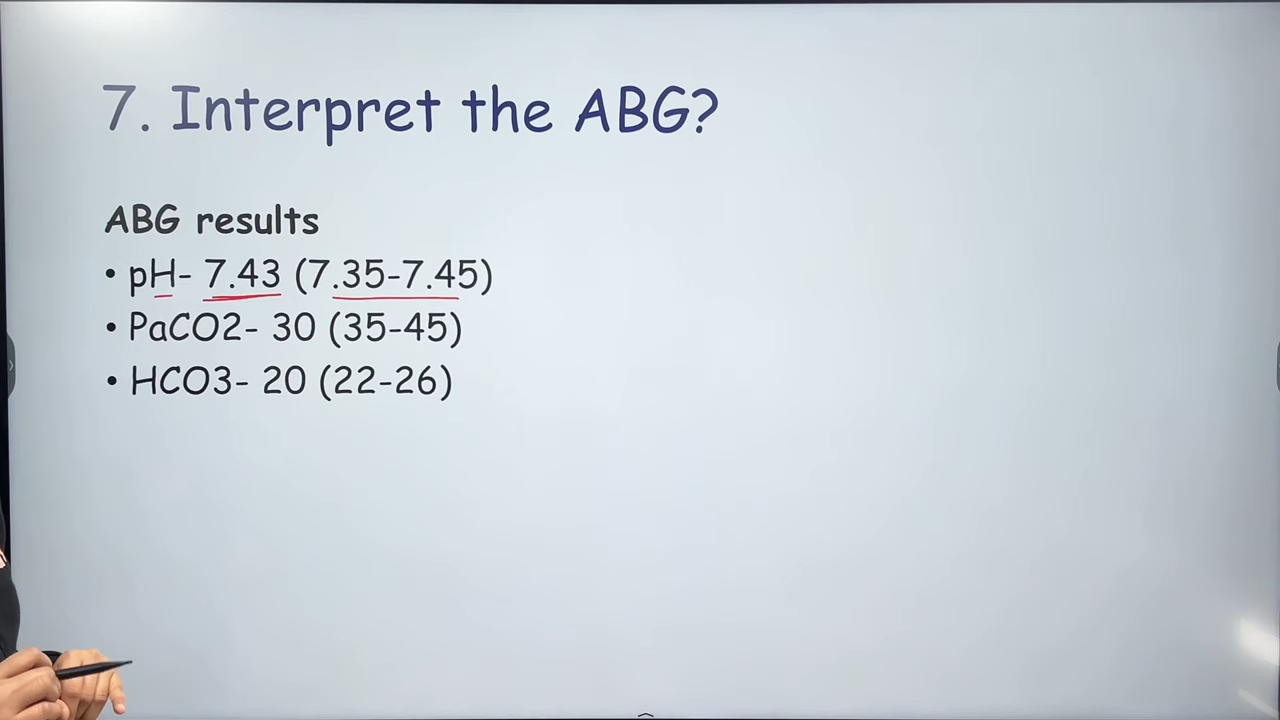 7. Interpret the ABG?
ABG results
• pH- 7.43 (7.35-7.45)
• PaCO2- 30 (35-45)
• HCO3- 20 (22-26)